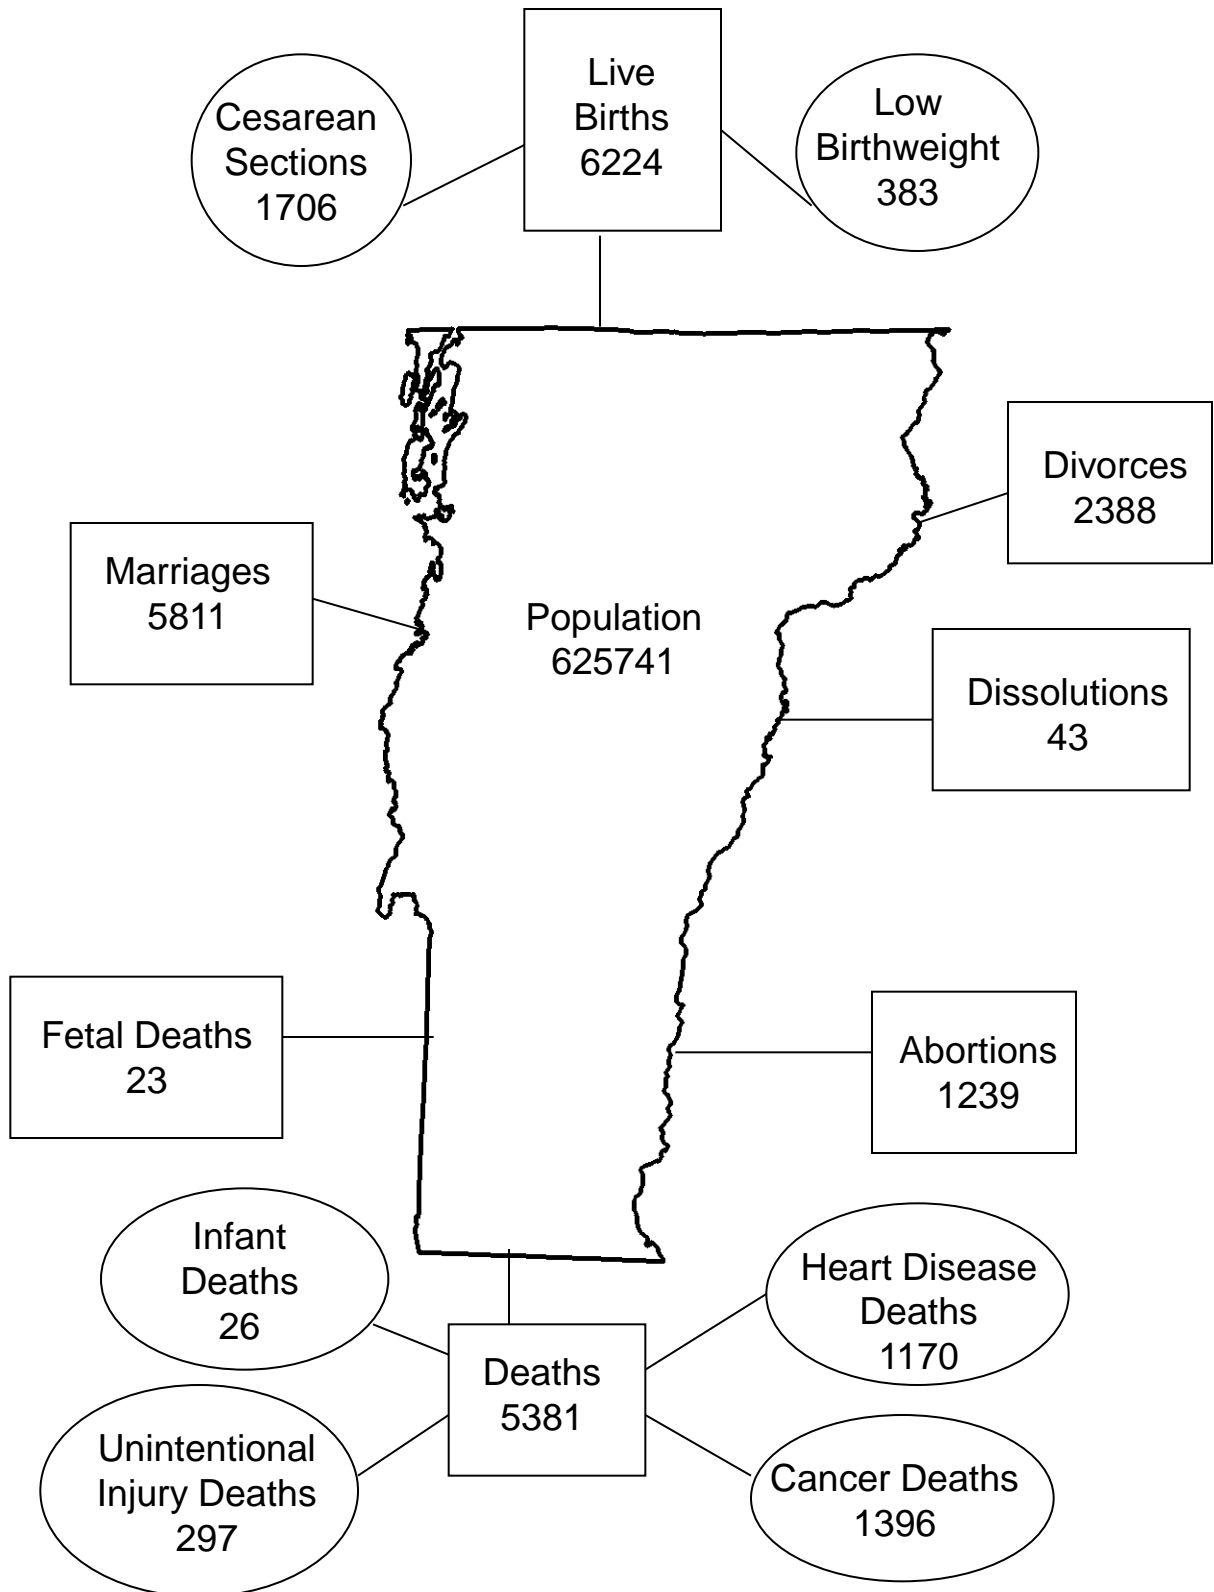 Live
Births
6224
Cesarean
Sections
1706
Low
Birthweight
383
Divorces
2388
Marriages
5811
Population
625741
Dissolutions
43
Fetal Deaths
23
Abortions
1239
Infant
Deaths
26
Heart Disease
Deaths
1170
Deaths
5381
Unintentional
Injury Deaths
297
Cancer Deaths
1396